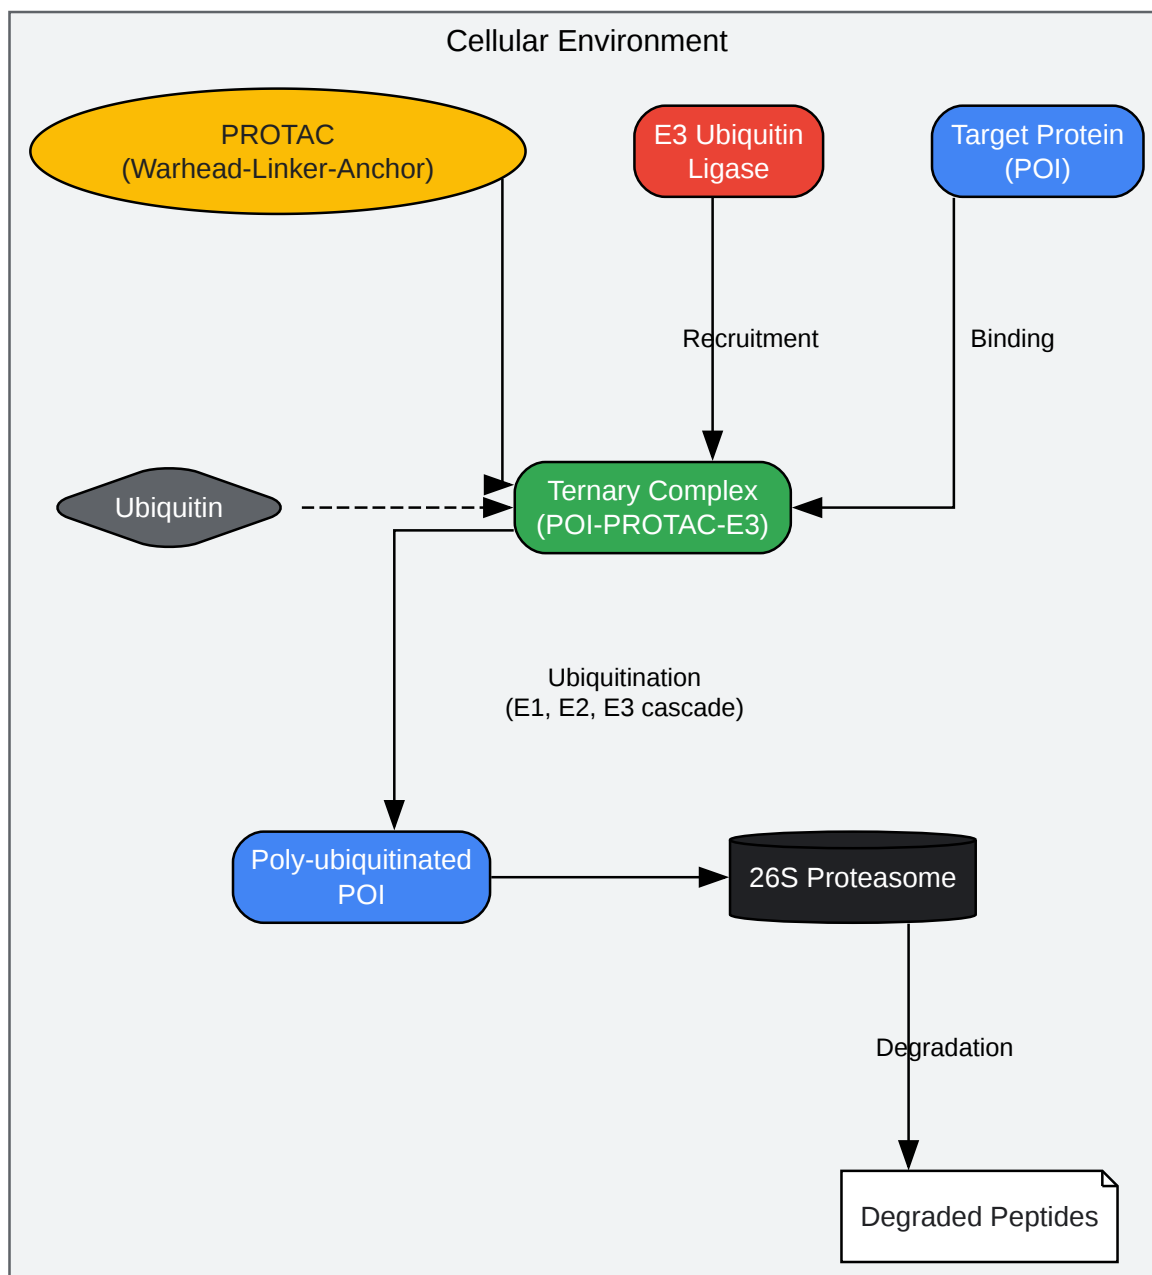 Cellular Environment
PROTAC
(Warhead-Linker-Anchor)
E3 Ubiquitin
Ligase
Target Protein
(POI)
Recruitment
Binding
Ubiquitin
Ternary Complex
(POI-PROTAC-E3)
Ubiquitination
(E1, E2, E3 cascade)
Poly-ubiquitinated
POI
26S Proteasome
Degradation
Degraded Peptides